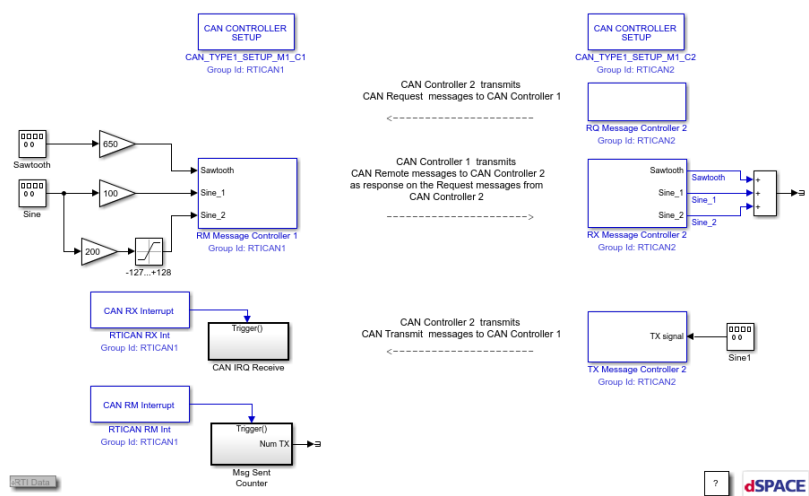 CAN CONTROLLER
SETUP
CAN_TYPE1_SETUP_M1_C1
Group Id: RTICAN1
CAN CONTROLLER
SETUP
CAN_TYPE1_SETUP_M1_C2
Group Id: RTICAN2
CAN Controller 2 transmits
CAN Request messages to CAN Controller 1
<----------------------
RQ Message Controller 2
Group Id: RTICAN2
Sawtooth
650
Sine
100
200
-127...+128
Sawtooth
Sine_1
Sine_2
RM Message Controller 1
Group Id: RTICAN1
CAN Controller 1 transmits
CAN Remote messages to CAN Controller 2
as response on the Request messages from
CAN Controller 2
---------------------->
Sawtooth
Sine_1
Sine_2
Sawtooth
Sine_1
Sine_2
+
+
+
RX Message Controller 2
Group Id: RTICAN2
CAN RX Interrupt
RTICAN RX Int
Group Id: RTICAN1
Trigger()
CAN IRQ Receive
CAN Controller 2 transmits
CAN Transmit messages to CAN Controller 1
<----------------------
TX signal
Sine1
TX Message Controller 2
Group Id: RTICAN2
CAN RM Interrupt
RTICAN RM Int
Group Id: RTICAN1
Trigger()
Num TX
Msg Sent
Counter
RTI Data
?
dSPACE